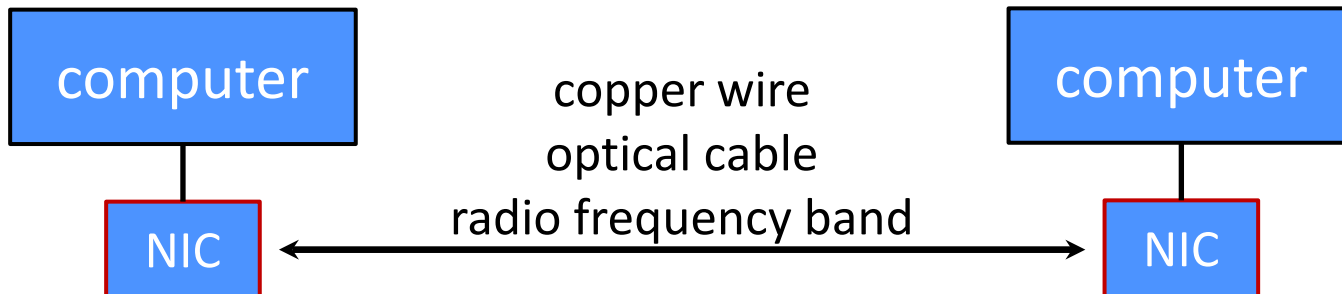 computer
computer
copper wire
optical cable
radio frequency band
NIC
NIC